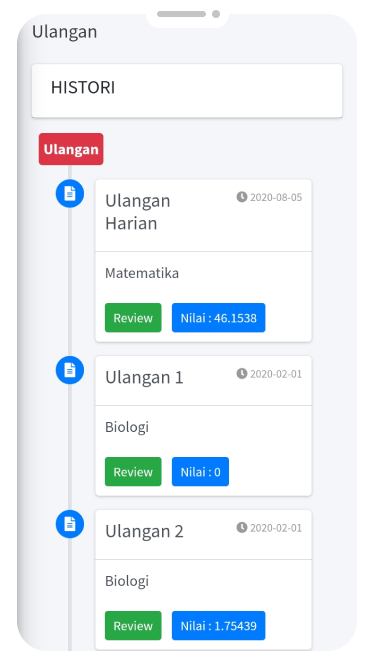 Ulangan
HISTORI
Ulangan
Ulangan
Harian
2020-08-05
Matematika
Review
Nilai : 46.1538
Ulangan 1
2020-02-01
Biologi
Review
Nilai : 0
Ulangan 2
2020-02-01
Biologi
Review
Nilai : 1.75439